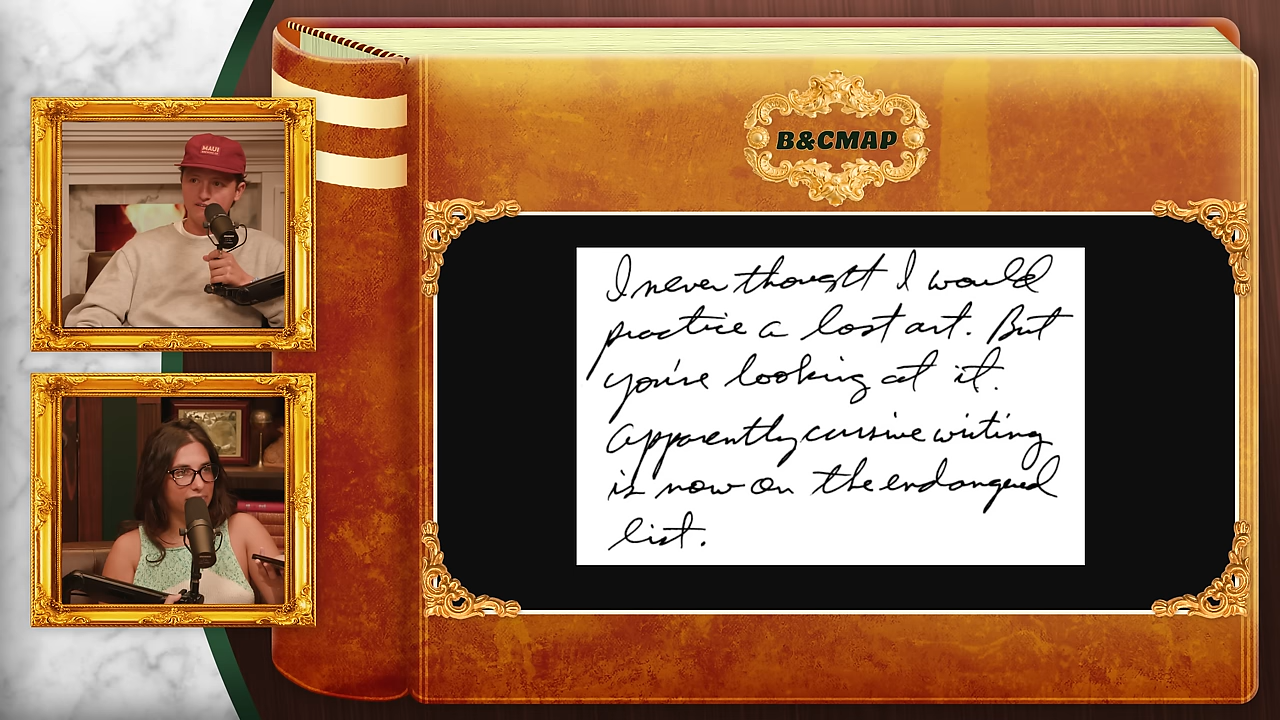 MAUI
B&CMAP
I never thought I would
practice a lost art. But
you're looking at it.
Apparently cursive writing
is now on the endangered
list.